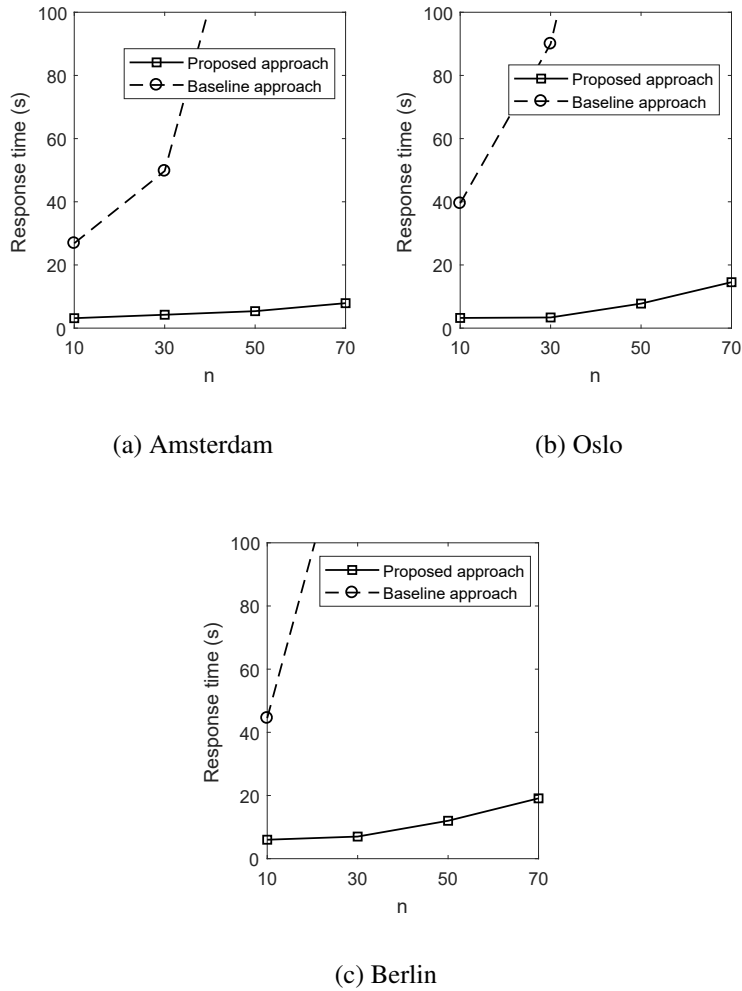 100
80
60
40
20
0
Response time (s)
Proposed approach
Baseline approach
10 30 50 70
n
(a) Amsterdam
100
80
60
40
20
0
Response time (s)
Proposed approach
Baseline approach
10 30 50 70
n
(b) Oslo
100
80
60
40
20
0
Response time (s)
Proposed approach
Baseline approach
10 30 50 70
n
(c) Berlin